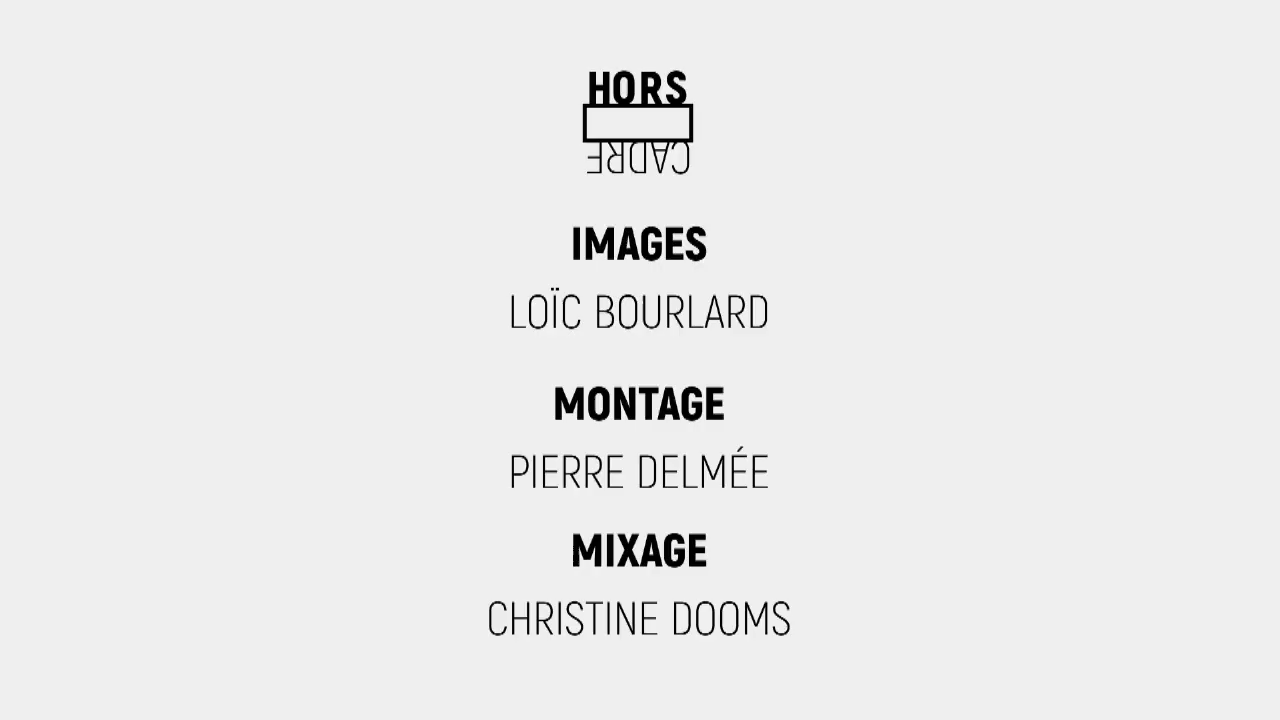 HORS
CADRE
IMAGES
LOÏC BOURLARD
MONTAGE
PIERRE DELMÉE
MIXAGE
CHRISTINE DOOMS